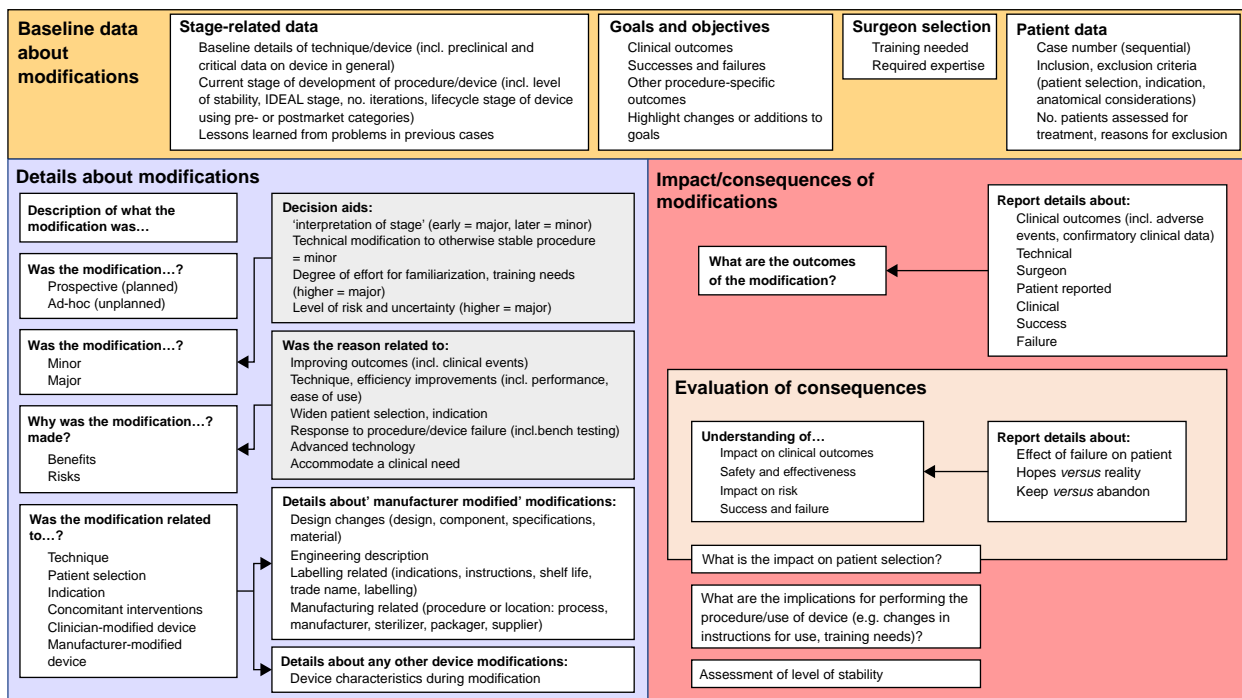 Baseline data
about
modifications
Stage-related data
Baseline details of technique/device (incl. preclinical and
critical data on device in general)
Current stage of development of procedure/device (incl. level
of stability, IDEAL stage, no. iterations, lifecycle stage of device
using pre- or postmarket categories)
Lessons learned from problems in previous cases
Goals and objectives
Clinical outcomes
Successes and failures
Other procedure-specific
outcomes
Highlight changes or additions to
goals
Surgeon selection
Training needed
Required expertise
Patient data
Case number (sequential)
Inclusion, exclusion criteria
(patient selection, indication,
anatomical considerations)
No. patients assessed for
treatment, reasons for exclusion
Details about modifications
Description of what the
modification was…
Was the modification…?
Prospective (planned)
Ad-hoc (unplanned)
Was the modification…?
Minor
Major
Why was the modification…?
made?
Benefits
Risks
Was the modification related
to…?
Technique
Patient selection
Indication
Concomitant interventions
Clinician-modified device
Manufacturer-modified
device
Decision aids:
‘interpretation of stage’ (early = major, later = minor)
Technical modification to otherwise stable procedure
= minor
Degree of effort for familiarization, training needs
(higher = major)
Level of risk and uncertainty (higher = major)
Was the reason related to:
Improving outcomes (incl. clinical events)
Technique, efficiency improvements (incl. performance,
ease of use)
Widen patient selection, indication
Response to procedure/device failure (incl.bench testing)
Advanced technology
Accommodate a clinical need
Details about’ manufacturer modified’ modifications:
Design changes (design, component, specifications,
material)
Engineering description
Labelling related (indications, instructions, shelf life,
trade name, labelling)
Manufacturing related (procedure or location: process,
manufacturer, sterilizer, packager, supplier)
Details about any other device modifications:
Device characteristics during modification
Impact/consequences of
modifications
What are the outcomes
of the modification?
Report details about:
Clinical outcomes (incl. adverse
events, confirmatory clinical data)
Technical
Surgeon
Patient reported
Clinical
Success
Failure
Evaluation of consequences
Understanding of…
Impact on clinical outcomes
Safety and effectiveness
Impact on risk
Success and failure
Report details about:
Effect of failure on patient
Hopes versus reality
Keep versus abandon
What is the impact on patient selection?
What are the implications for performing the
procedure/use of device (e.g. changes in
instructions for use, training needs)?
Assessment of level of stability